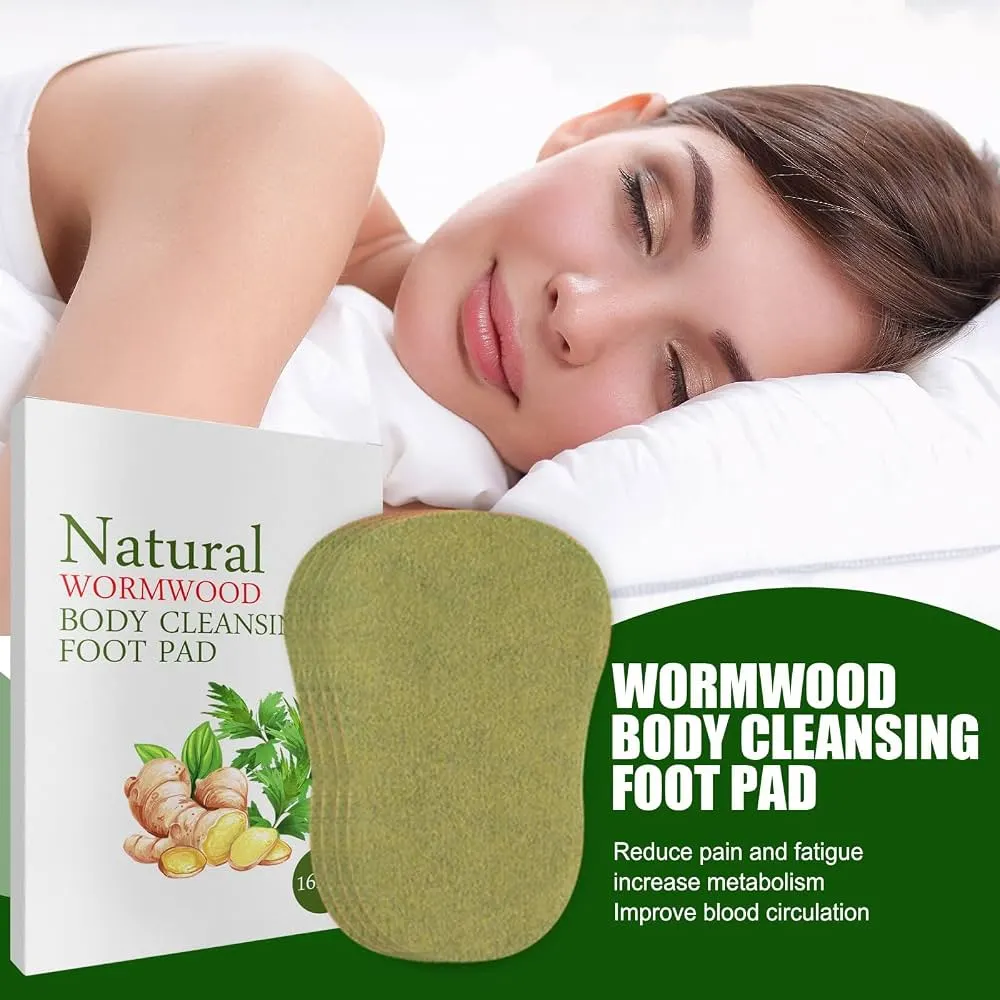 Natural
WORMWOOD
BODY CLEANSIN
FOOT PAD
16
WORMWOOD
BODY CLEANSING
FOOT PAD
Reduce pain and fatigue
increase metabolism
Improve blood circulation